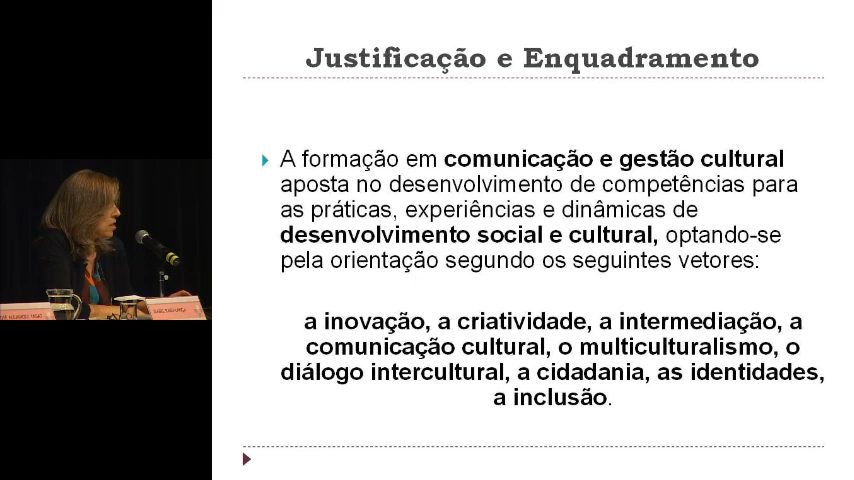 Justificação e Enquadramento
A formação em comunicação e gestão cultural
aposta no desenvolvimento de competências para
as práticas, experiências e dinâmicas de
desenvolvimento social e cultural, optando-se
pela orientação segundo os seguintes vetores:
a inovação, a criatividade, a intermediação, a
comunicação cultural, o multiculturalismo, o
diálogo intercultural, a cidadania, as identidades,
a inclusão.